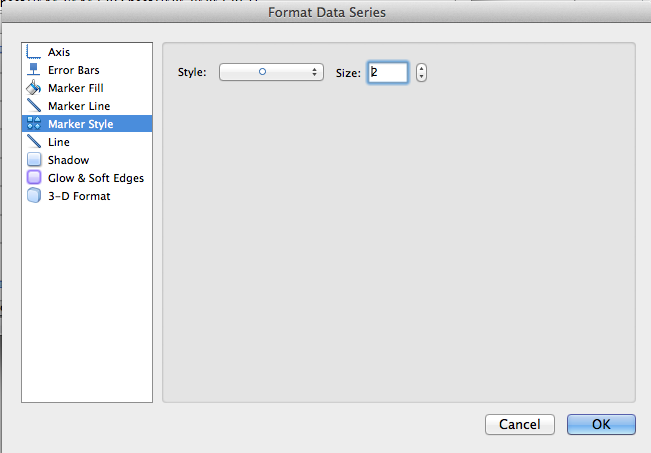 Format Data Series
Axis
Error Bars
Marker Fill
Marker Line
Marker Style
Line
Shadow
Glow & Soft Edges
3-D Format
Style: Size: 2
Cancel OK